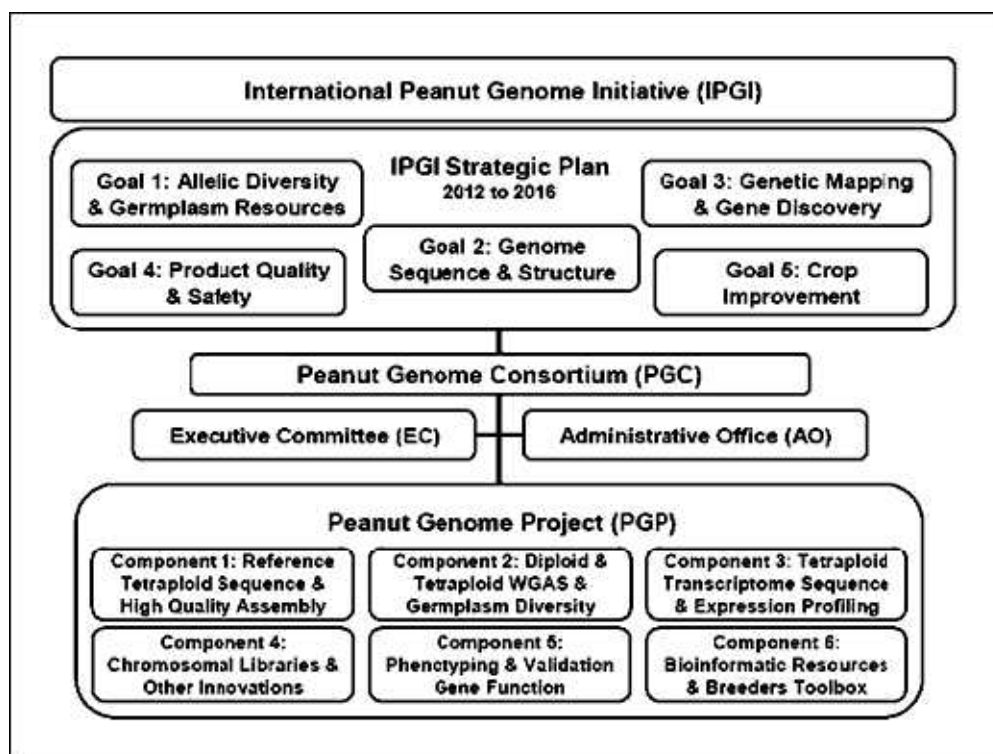 International Peanut Genome Initiative (IPGI)
IPGI Strategic Plan
2012 to 2016
Goal 1: Allelic Diversity
& Germplasm Resources
Goal 2: Genome
Sequence & Structure
Goal 3: Genetic Mapping
& Gene Discovery
Goal 4: Product Quality
& Safety
Goal 5: Crop
Improvement
Peanut Genome Consortium (PGC)
Executive Committee (EC)
Administrative Office (AO)
Peanut Genome Project (PGP)
Component 1: Reference
Tetraploid Sequence &
High Quality Assembly
Component 2: Diploid &
Tetraploid WGAS &
Germplasm Diversity
Component 3: Tetraploid
Transcriptome Sequence
& Expression Profiling
Component 4:
Chromosomal Libraries &
Other Innovations
Component 5:
Phenctyping & Validation
Gene Function
Component 6:
Bioinformatic Resources
& Breeders Toolbox